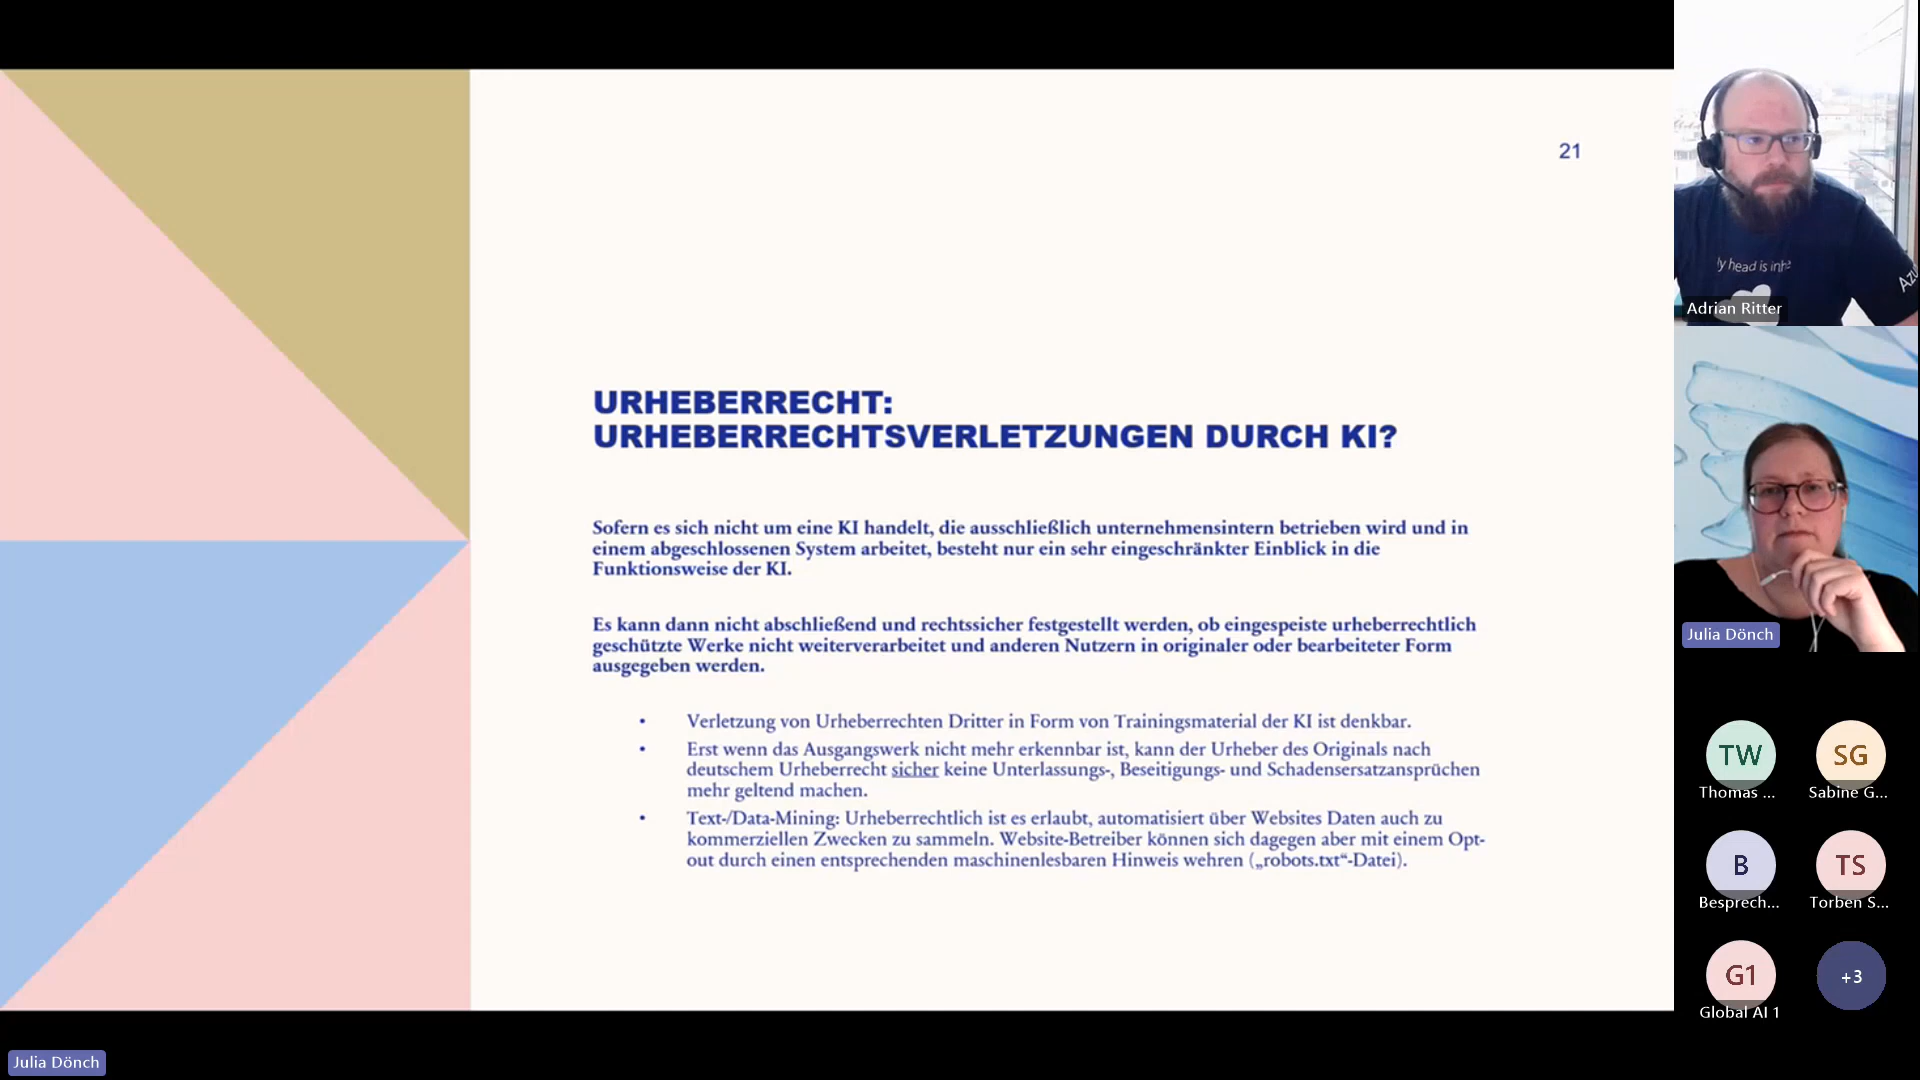 21
URHEBERRECHT:
URHEBERRECHTSVERLETZUNGEN DURCH KI?
Sofern es sich nicht um eine KI handelt, die ausschließlich unternehmensintern betrieben wird und in
einem abgeschlossenen System arbeitet, besteht nur ein sehr eingeschränkter Einblick in die
Funktionsweise der KI.
Es kann dann nicht abschließend und rechtssicher festgestellt werden, ob eingespeiste urheberrechtlich
geschützte Werke nicht weiterverarbeitet und anderen Nutzern in originaler oder bearbeiteter Form
ausgegeben werden.
• Verletzung von Urheberrechten Dritter in Form von Trainingsmaterial der KI ist denkbar.
• Erst wenn das Ausgangswerk nicht mehr erkennbar ist, kann der Urheber des Originals nach
deutschem Urheberrecht sicher keine Unterlassungs-, Beseitigungs- und Schadensersatzansprüchen
mehr geltend machen.
• Text-/Data-Mining: Urheberrechtlich ist es erlaubt, automatisiert über Websites Daten auch zu
kommerziellen Zwecken zu sammeln. Website-Betreiber können sich dagegen aber mit einem Opt-
out durch einen entsprechenden maschinenlesbaren Hinweis wehren („robots.txt“-Datei).
Julia Dönch
head is
Adrian Ritter
Julia Dönch
TW
Thomas ...
SG
Sabine G...
B
Besprech...
TS
Torben S...
G1
Global AI 1
+3